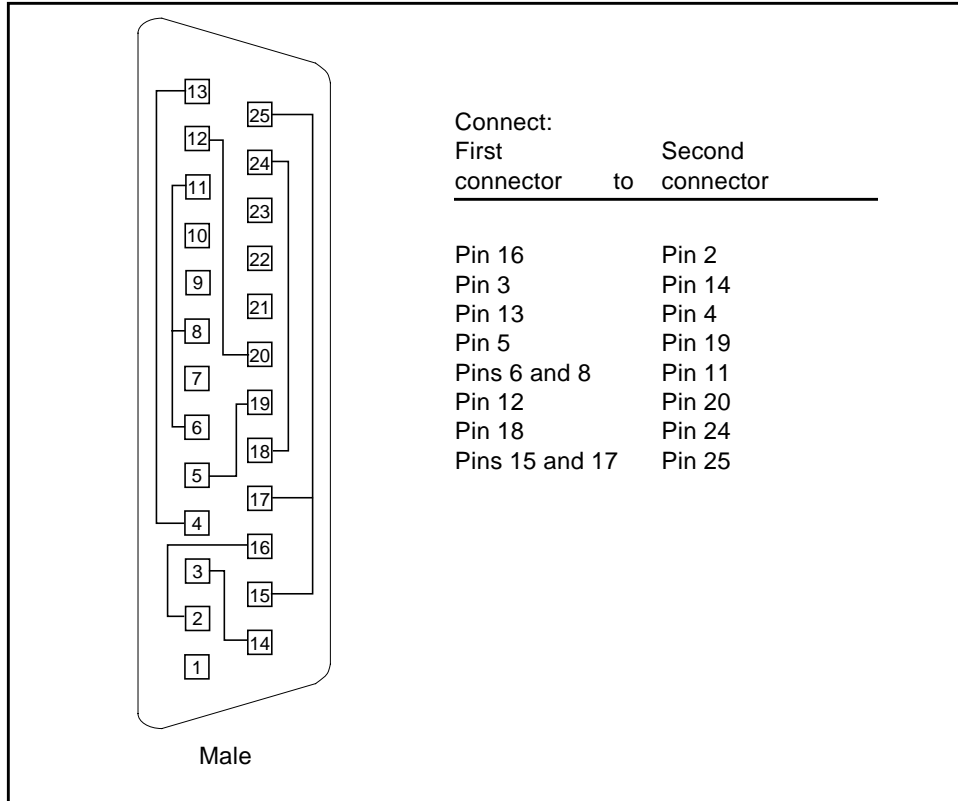 13
25
12
24
11
23
10
22
9
21
8
20
7
19
6
18
5
17
4
16
3
15
2
14
1
Male
Connect:
First Second
connector to connector
Pin 16 Pin 2
Pin 3 Pin 14
Pin 13 Pin 4
Pin 5 Pin 19
Pins 6 and 8 Pin 11
Pin 12 Pin 20
Pin 18 Pin 24
Pins 15 and 17 Pin 25